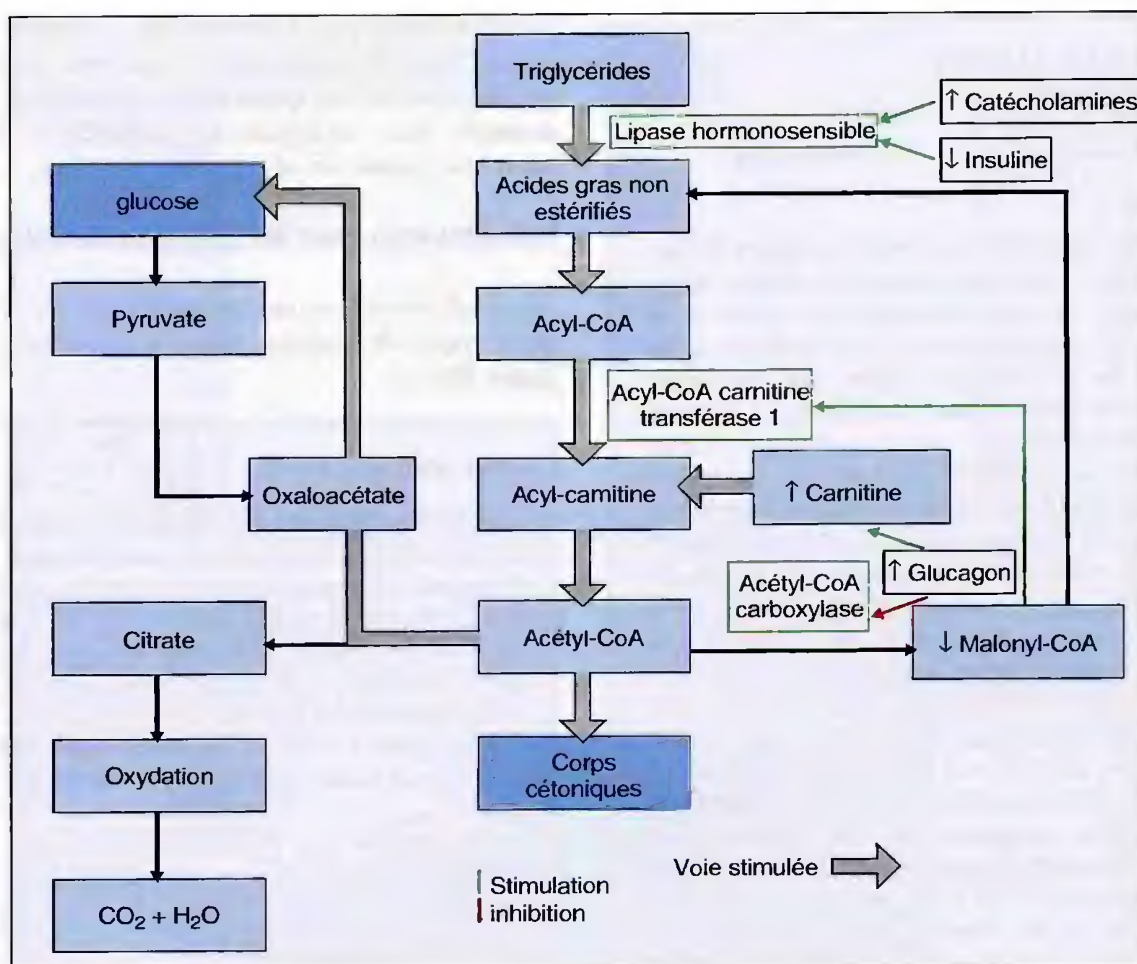 Triglycérides
Lipase hormonosensible
↑ Catécholamines
↓ Insuline
glucose
Acides gras non
estérifiés
Pyruvate
Acyl-CoA
Acyl-CoA carnitine
transférase 1
Oxaloacétate
Acyl-camitine
↑ Carnitine
↑ Glucagon
Acétyl-CoA
carboxylase
Citrate
Acétyl-CoA
↓ Malonyl-CoA
Oxydation
Corps
cétoniques
Voie stimulée
Stimulation
inhibition
CO₂ + H₂O